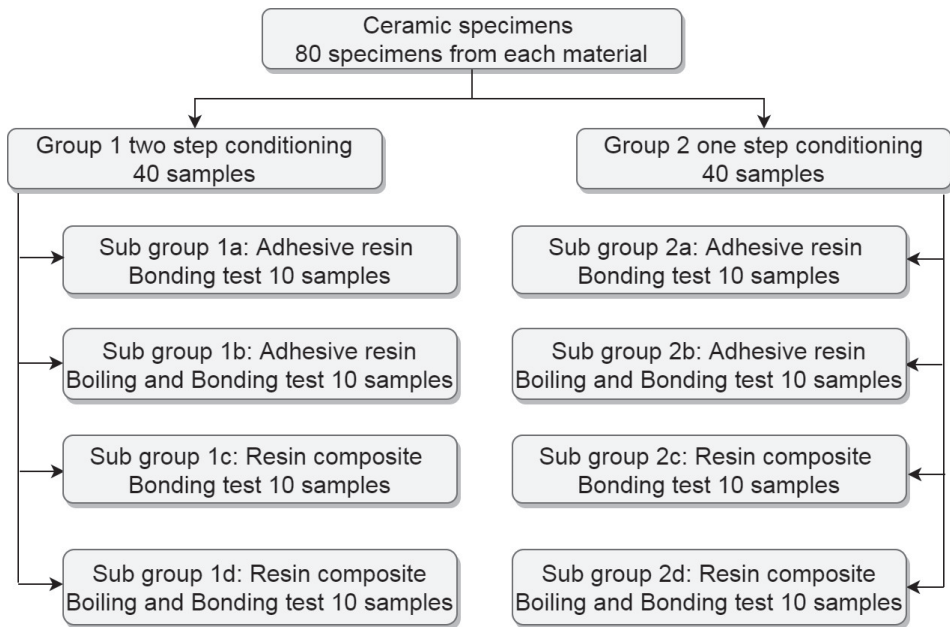 Ceramic specimens
80 specimens from each material
Group 1 two step conditioning
40 samples
Group 2 one step conditioning
40 samples
Sub group 1a: Adhesive resin
Bonding test 10 samples
Sub group 2a: Adhesive resin
Bonding test 10 samples
Sub group 1b: Adhesive resin
Boiling and Bonding test 10 samples
Sub group 2b: Adhesive resin
Boiling and Bonding test 10 samples
Sub group 1c: Resin composite
Bonding test 10 samples
Sub group 2c: Resin composite
Bonding test 10 samples
Sub group 1d: Resin composite
Boiling and Bonding test 10 samples
Sub group 2d: Resin composite
Boiling and Bonding test 10 samples